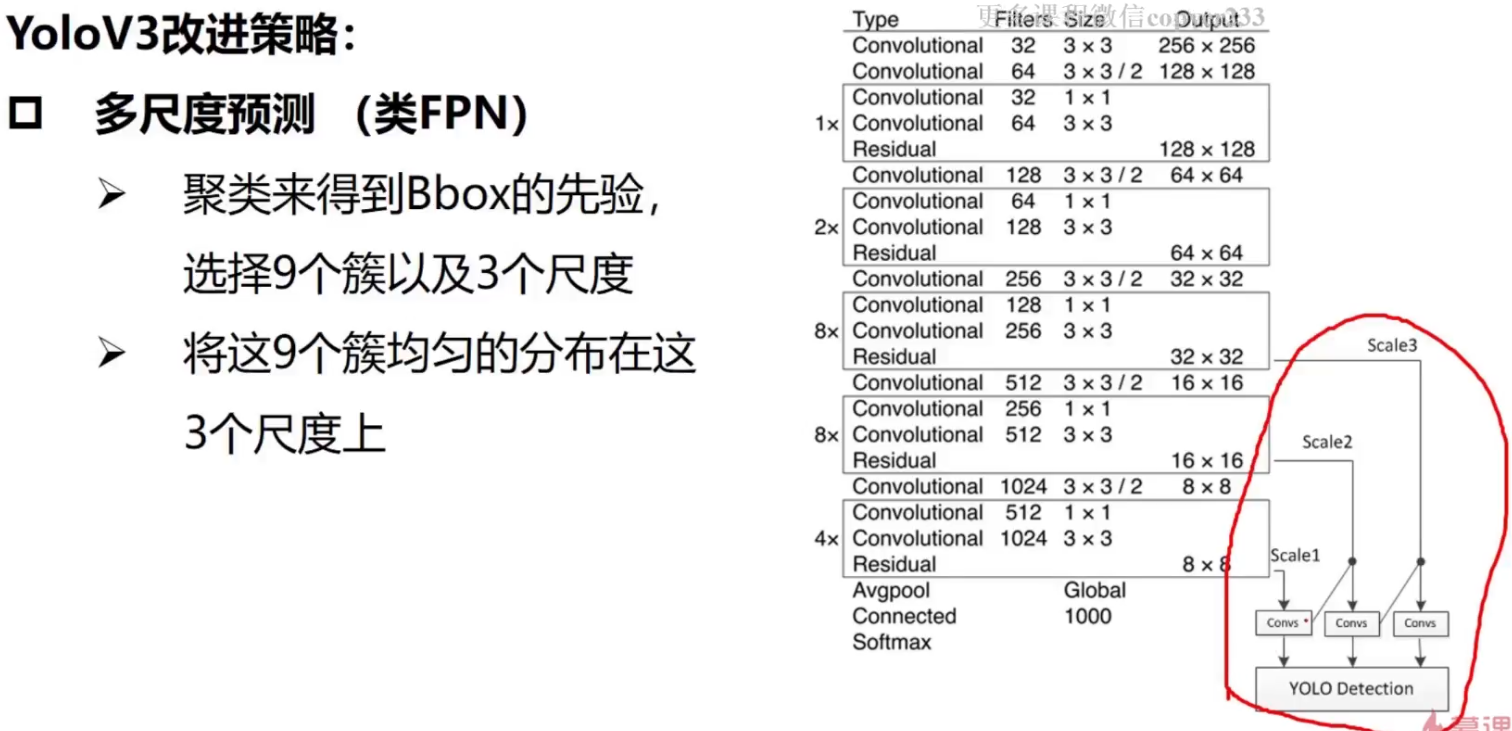 YoloV3改进策略：
多尺度预测 （类FPN）
聚类来得到Bbox的先验，
选择9个簇以及3个尺度
将这9个簇均匀的分布在这
3个尺度上
更多课程微信
Type Filters Size Output
Convolutional 32 3 × 3 256 × 256
Convolutional 64 3 × 3 / 2 128 × 128
Convolutional 32 1 × 1
1× Convolutional 64 3 × 3
Residual 128 × 128
Convolutional 128 3 × 3 / 2 64 × 64
Convolutional 64 1 × 1
2× Convolutional 128 3 × 3
Residual 64 × 64
Convolutional 256 3 × 3 / 2 32 × 32
Convolutional 128 1 × 1
8× Convolutional 256 3 × 3
Residual 32 × 32
Convolutional 512 3 × 3 / 2 16 × 16
Convolutional 256 1 × 1
8× Convolutional 512 3 × 3
Residual 16 × 16
Convolutional 1024 3 × 3 / 2 8 × 8
Convolutional 512 1 × 1
4× Convolutional 1024 3 × 3
Residual 8 × 8
Avgpool Global
Connected 1000
Softmax
Scale3
Scale2
Scale1
Convs Convs Convs
YOLO Detection
慕课